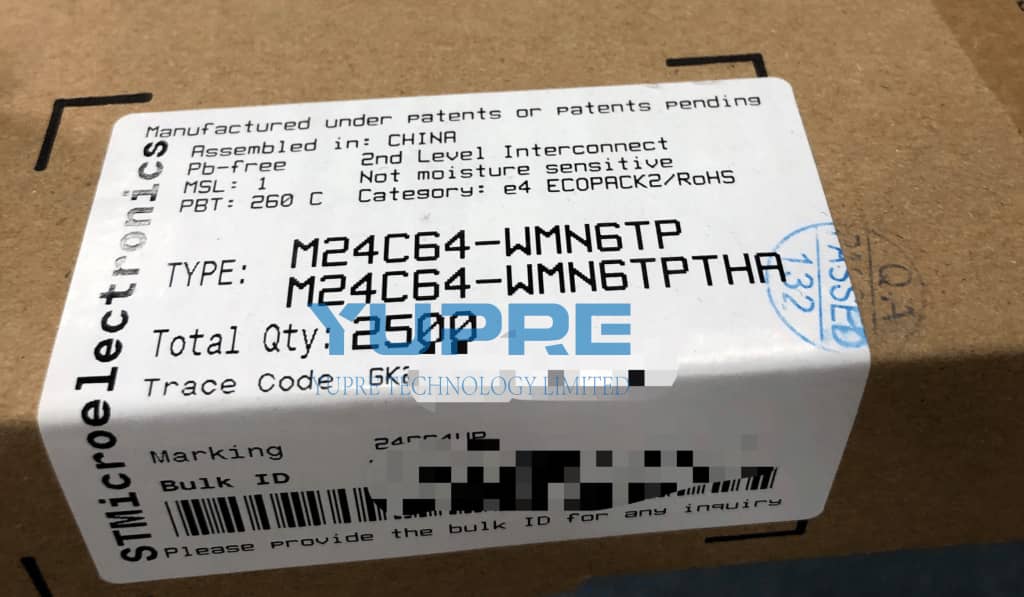 Manufactured under patents or patents pending
Assembled in: CHINA
Pb-free 2nd Level Interconnect
MSL: 1 Not moisture sensitive
PBT: 260 C Category: e4 ECOPACK2/RoHS
TYPE: M24C64-WMN6TP
M24C64-WMN6TPTHA
Total Qty: 2500
YUPRE
Trace Code
YUPRE TECHNOLOGY LIMITED
Marking
Bulk ID
Please provide the bulk ID for any inquiry
STMicroelectronics
PASSED
132
Q.A